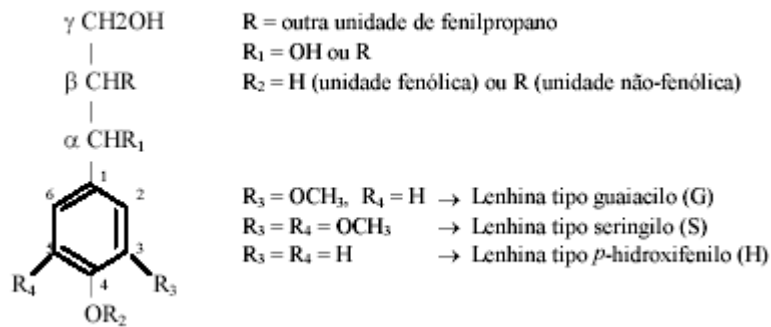 γ CH2OH R = outra unidade de fenilpropano
R₁ = OH ou R
β CHR R₂ = H (unidade fenólica) ou R (unidade não-fenólica)
α CHR₁
1
6 2
R₃ = OCH₃, R₄ = H → Lenhina tipo guaiacilo (G)
R₃ = R₄ = OCH₃ → Lenhina tipo seringilo (S)
5 3
R₃ = R₄ = H → Lenhina tipo p-hidroxifenilo (H)
R₄ 4 R₃
OR₂